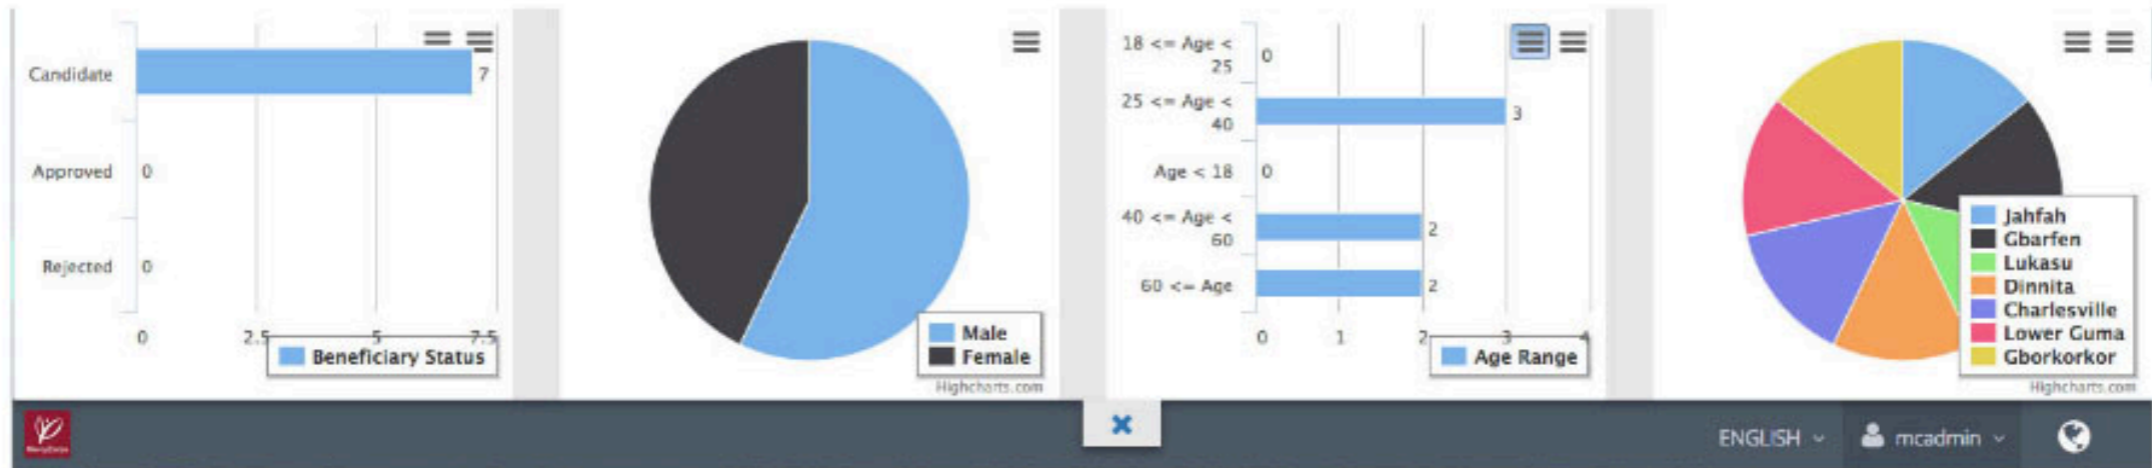 Candidate
7
Approved
0
Rejected
0
0 2.5 5 7.5
Beneficiary Status
Male
Female
Highcharts.com
18 <= Age <
25
0
25 <= Age <
40
3
Age < 18
0
40 <= Age <
60
2
60 <= Age
2
0 1 2 3 4
Age Range
Jahfah
Gbarfen
Lukasu
Dinnita
Charlesville
Lower Guma
Gborkorkor
Highcharts.com
ENGLISH
mcadmin